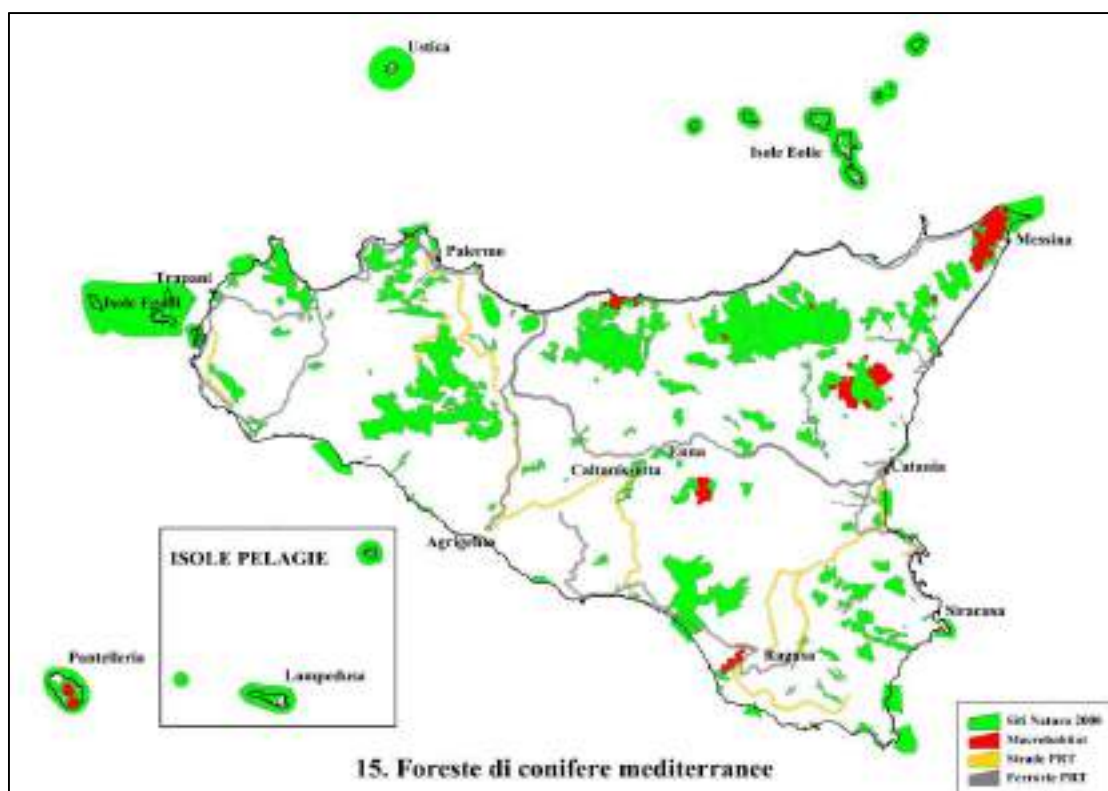 Ustica
Isole Eolie
Messina
Palermo
Trapani
Isole Egadi
Enna
Caltanissetta
Catania
Agrigento
ISOLE PELAGIE
Siracusa
Pantelleria
Lampedusa
Ragusa
Siti Natura 2000
Macrohabitat
Strade PRT
Ferrovie PRT
15. Foreste di conifere mediterranee